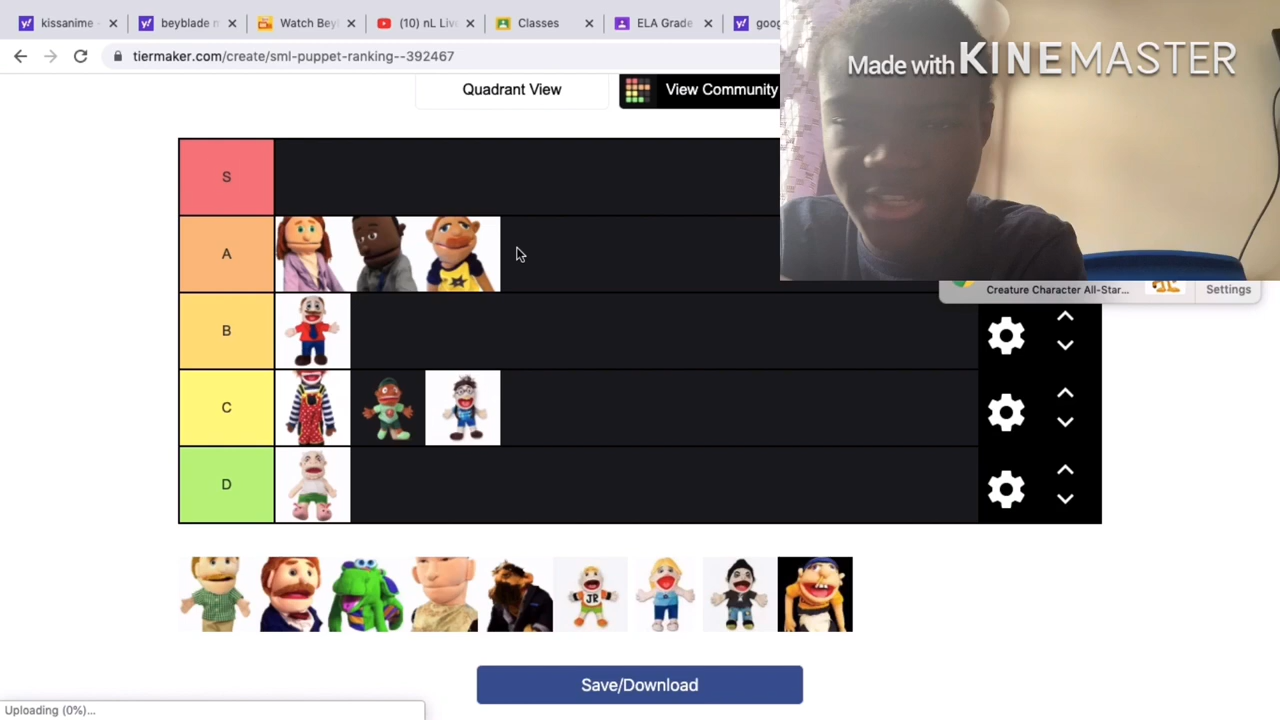 kissanime -
beyblade n
Watch Bey
(10) nL Live
Classes
ELA Grade
goog
tiermaker.com/create/sml-puppet-ranking--392467
Made with KINEMASTER
Quadrant View
View Community
S
A
Creature Character All-Star...
Settings
B
C
D
JR
Save/Download
Uploading (0%)...